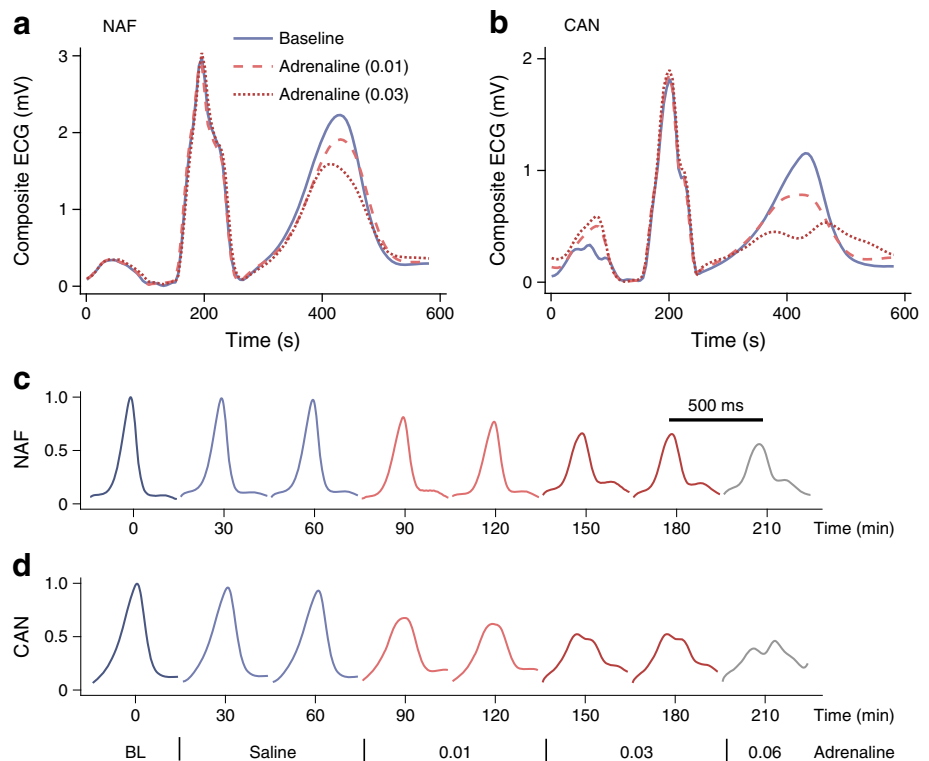 a NAF
Baseline
Adrenaline (0.01)
Adrenaline (0.03)
Composite ECG (mV)
3
2
1
0
0 200 400 600
Time (s)
b CAN
Composite ECG (mV)
2
1
0
0 200 400 600
Time (s)
c
NAF
1.0
0.5
0
500 ms
0 30 60 90 120 150 180 210 Time (min)
d
CAN
1.0
0.5
0
0 30 60 90 120 150 180 210 Time (min)
BL Saline 0.01 0.03 0.06 Adrenaline